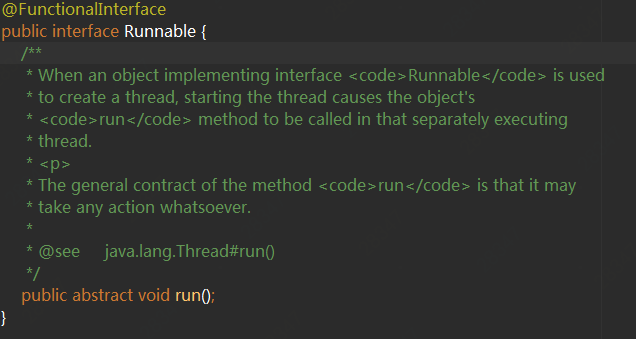 @FunctionalInterface
public interface Runnable {
/**
* When an object implementing interface <code>Runnable</code> is used
* to create a thread, starting the thread causes the object's
* <code>run</code> method to be called in that separately executing
* thread.
* <p>
* The general contract of the method <code>run</code> is that it may
* take any action whatsoever.
*
* @see java.lang.Thread#run()
*/
public abstract void run();
}